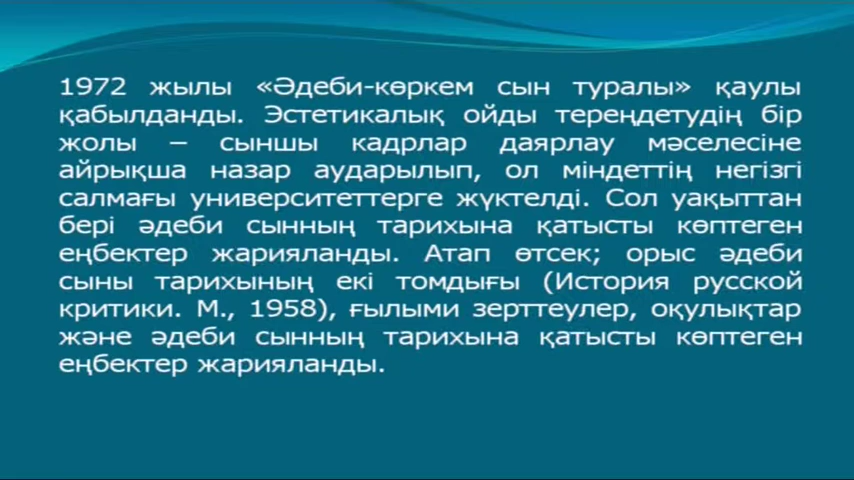 1972 жылы «Әдеби-көркем сын туралы» қаулы
қабылданды. Эстетикалық ойды тереңдетудің бір
жолы – сыншы кадрлар даярлау мәселесіне
айрықша назар аударылып, ол міндеттің негізгі
салмағы университеттерге жүктелді. Сол уақыттан
бері әдеби сынның тарихына қатысты көптеген
еңбектер жарияланды. Атап өтсек; орыс әдеби
сыны тарихының екі томдығы (История русской
критики. М., 1958), ғылыми зерттеулер, оқулықтар
және әдеби сынның тарихына қатысты көптеген
еңбектер жарияланды.